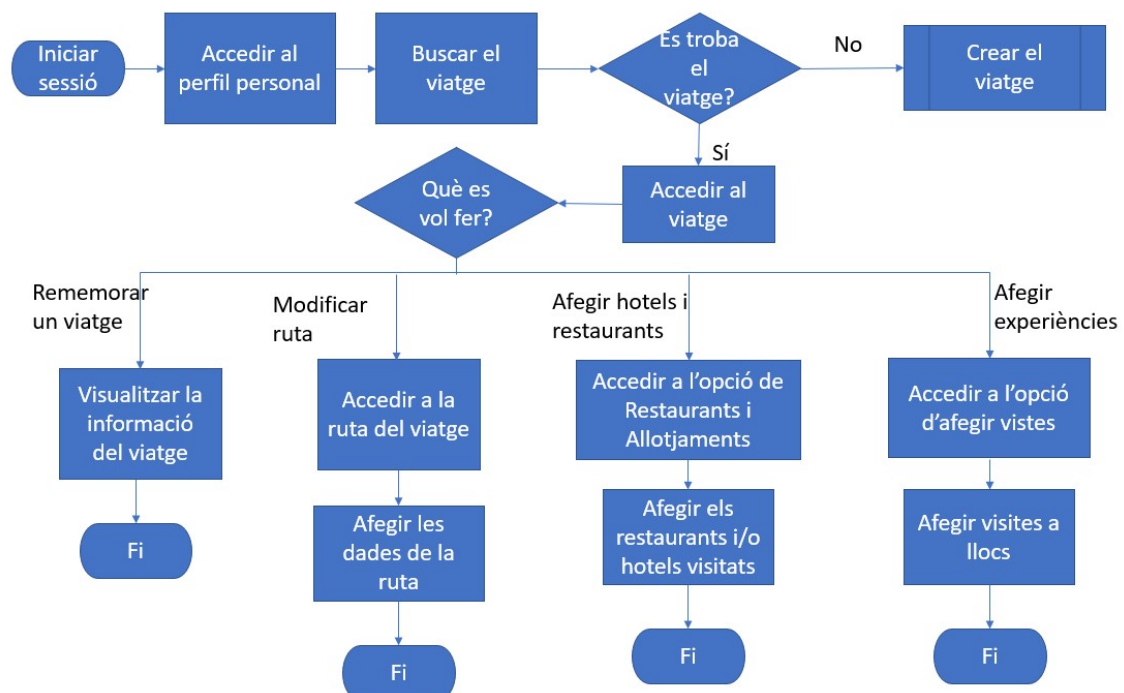 Iniciar
sessió
Accedir al
perfil personal
Buscar el
viatge
Es troba
el
viatge?
No
Crear el
viatge
Sí
Accedir al
viatge
Què es
vol fer?
Rememorar
un viatge
Modificar
ruta
Afegir hotels i
restaurants
Afegir
experiències
Visualitzar la
informació
del viatge
Accedir a la
ruta del viatge
Accedir a l’opció de
Restaurants i
Allotjaments
Accedir a l’opció
d’afegir vistes
Afegir les
dades de la
ruta
Afegir els
restaurants i/o
hotels visitats
Afegir visites a
llocs
Fi
Fi
Fi
Fi